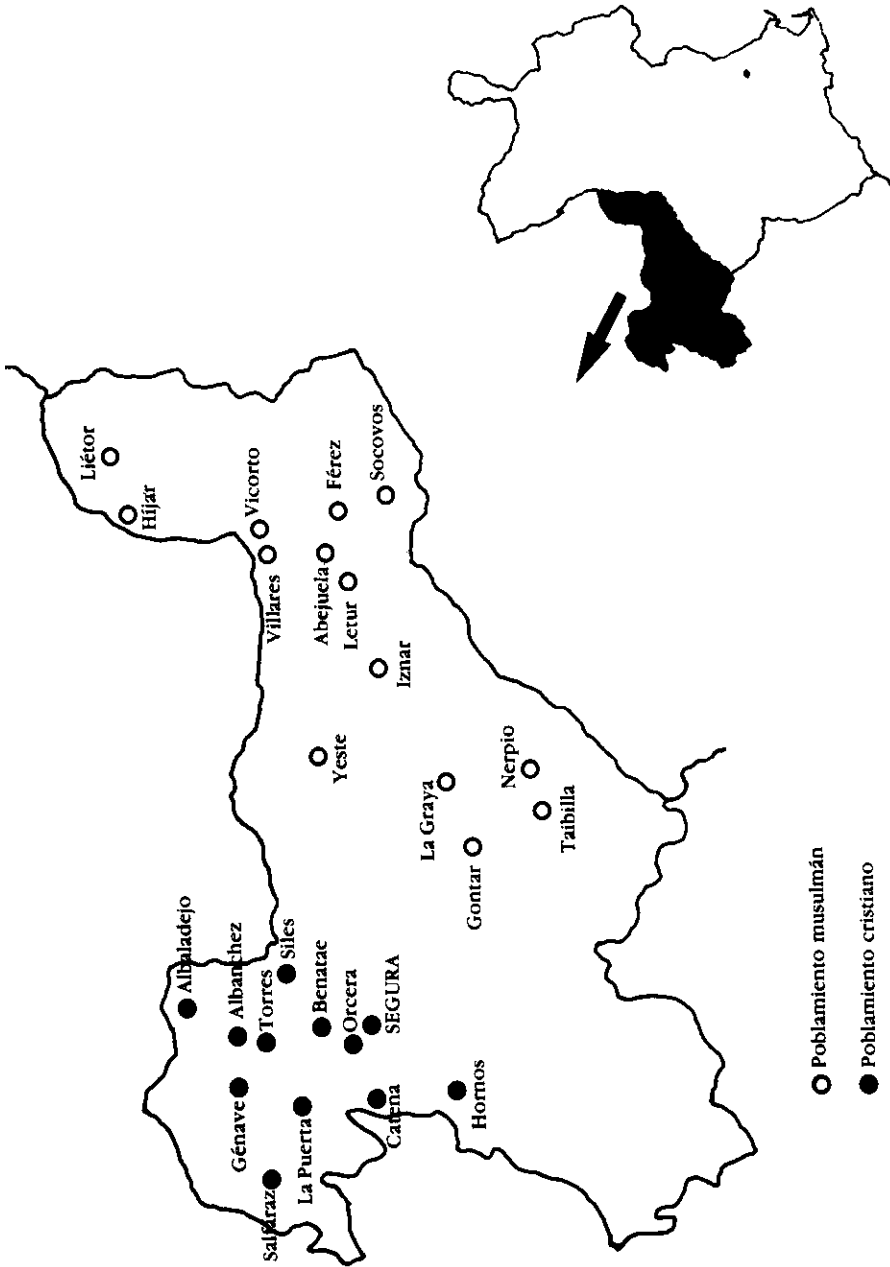 Liétor
Híjar
Vicorto
Villares
Férez
Abejuela
Socovos
Letur
Iznar
Yeste
Nerpio
La Graya
Taibilla
Gontar
Albaladejo
Albanchez
Siles
Torres
Benatae
Orcera
SEGURA
Génave
La Puerta
Catena
Hornos
Salfaraz
Poblamiento musulmán
Poblamiento cristiano